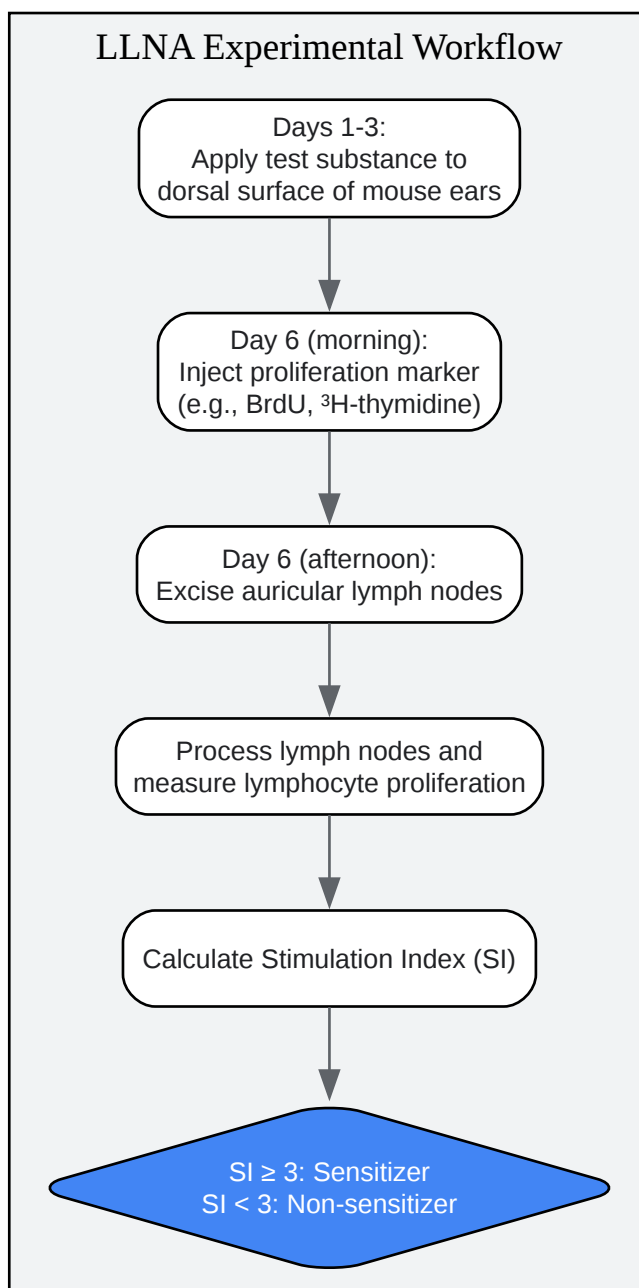 LLNA Experimental Workflow
Days 1-3:
Apply test substance to
dorsal surface of mouse ears
Day 6 (morning):
Inject proliferation marker
(e.g., BrdU, ³H-thymidine)
Day 6 (afternoon):
Excise auricular lymph nodes
Process lymph nodes and
measure lymphocyte proliferation
Calculate Stimulation Index (SI)
SI ≥ 3: Sensitizer
SI < 3: Non-sensitizer